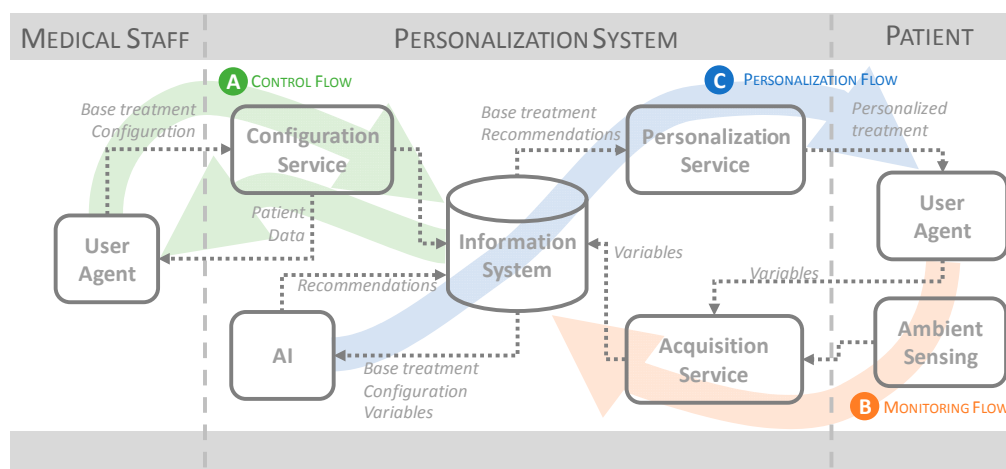 MEDICAL STAFF
PERSONALIZATION SYSTEM
PATIENT
A CONTROL FLOW
C PERSONALIZATION FLOW
Base treatment
Configuration
Configuration
Service
Base treatment
Recommendations
Personalization
Service
Personalized
treatment
Patient
Data
User
Agent
Information
System
Variables
User
Agent
Recommendations
Variables
AI
Base treatment
Configuration
Variables
Acquisition
Service
Ambient
Sensing
B MONITORING FLOW